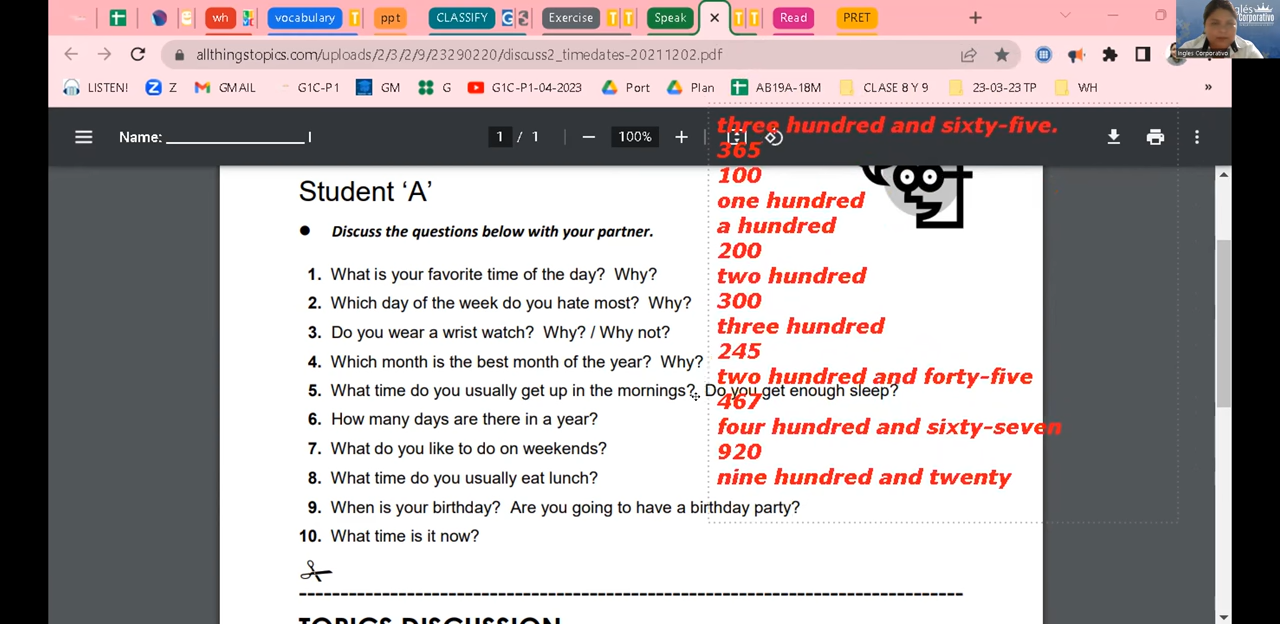 wh vocabulary T ppt CLASSIFY G Exercise T T Speak T T Read PRET
allthingstopics.com/uploads/2/3/2/9/23290220/discuss2_timedates-20211202.pdf
Inglés Corporativo
LISTEN! Z GMAIL G1C-P1 GM G G1C-P1-04-2023 Port Plan AB19A-18M CLASE 8 Y 9 23-03-23 TP WH »
Name: 1 / 1 100%
three hundred and sixty-five.
365
100
one hundred
a hundred
200
two hundred
300
three hundred
245
two hundred and forty-five
467
four hundred and sixty-seven
920
nine hundred and twenty
Student ‘A’
● Discuss the questions below with your partner.
1. What is your favorite time of the day? Why?
2. Which day of the week do you hate most? Why?
3. Do you wear a wrist watch? Why? / Why not?
4. Which month is the best month of the year? Why?
5. What time do you usually get up in the mornings? Do you get enough sleep?
6. How many days are there in a year?
7. What do you like to do on weekends?
8. What time do you usually eat lunch?
9. When is your birthday? Are you going to have a birthday party?
10. What time is it now?
TOPICS DISCUSSION